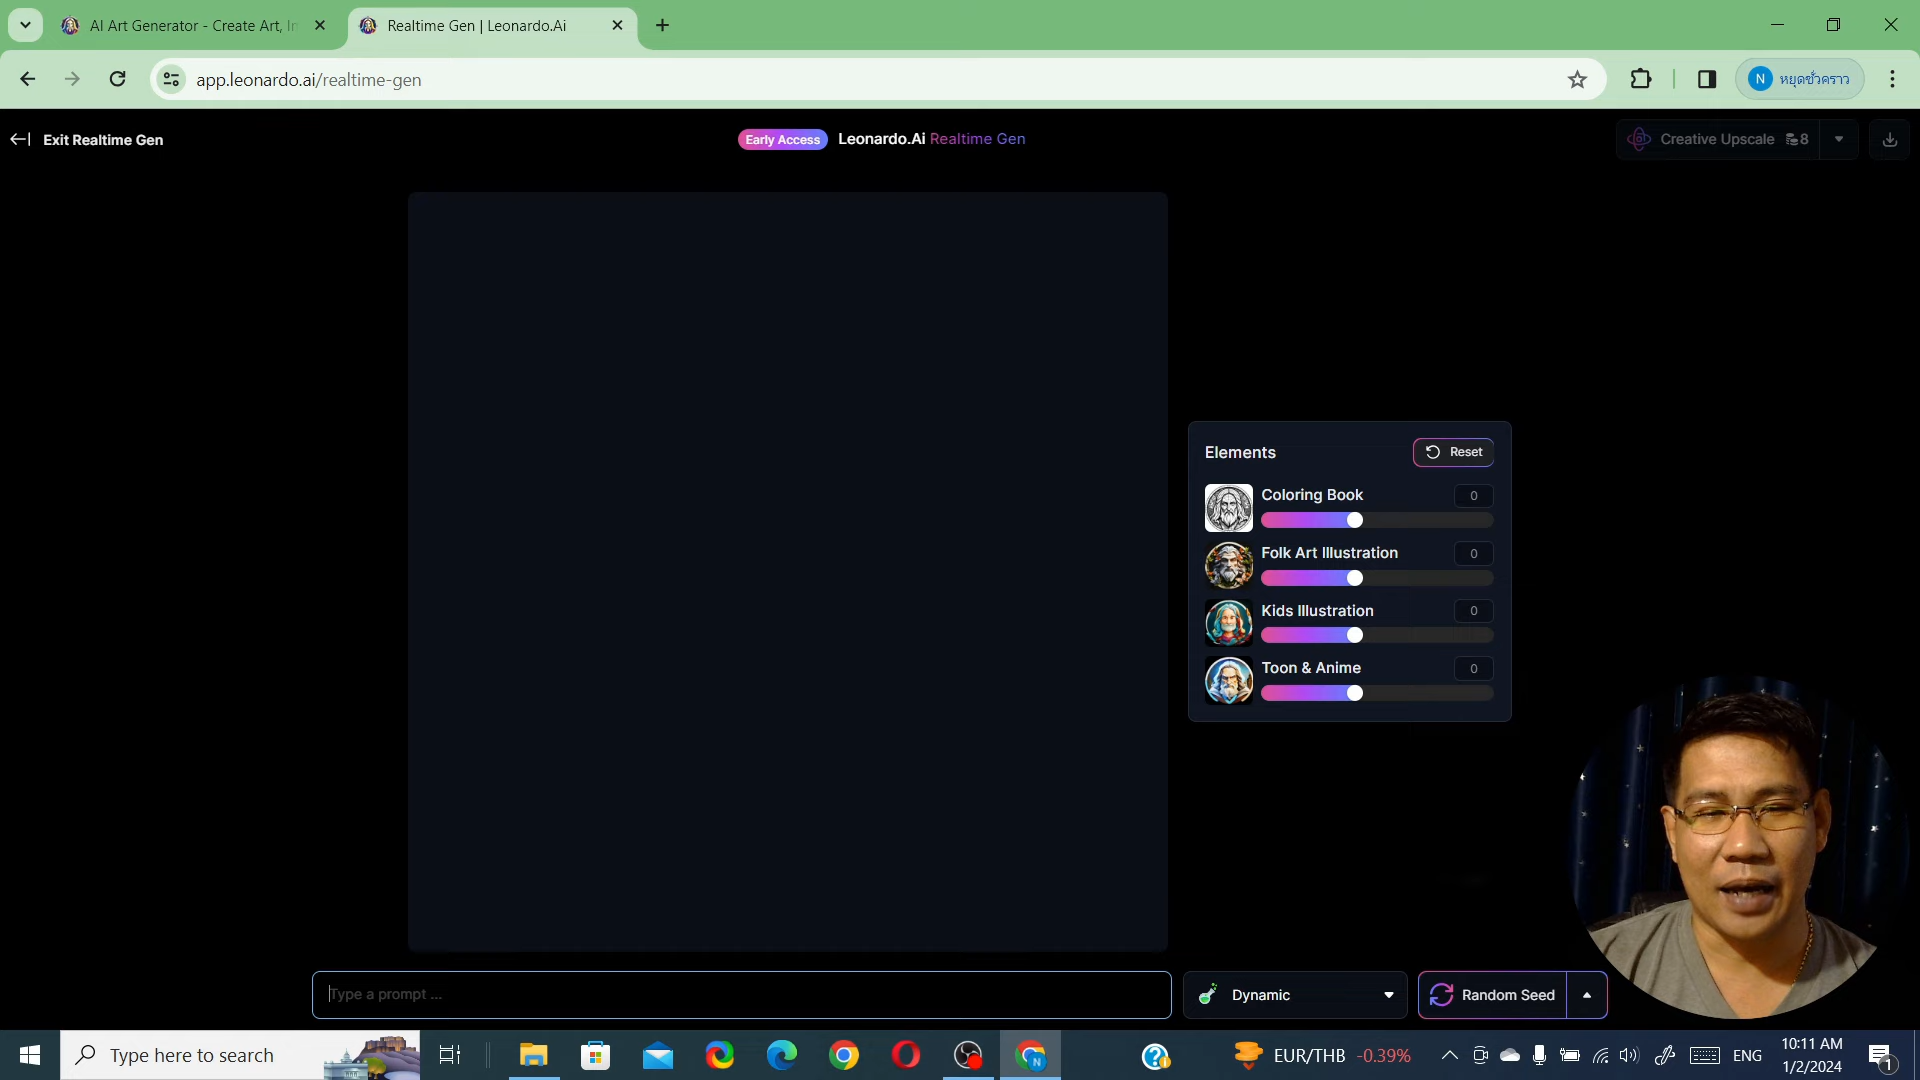 AI Art Generator - Create Art, In
Realtime Gen | Leonardo.Ai
app.leonardo.ai/realtime-gen
N
หยุดชั่วคราว
Exit Realtime Gen
Early Access
Leonardo.Ai Realtime Gen
Creative Upscale 8
Elements
Reset
Coloring Book
0
Folk Art Illustration
0
Kids Illustration
0
Toon & Anime
0
Type a prompt ...
Dynamic
Random Seed
Type here to search
N
EUR/THB -0.39%
ENG
10:11 AM
1/2/2024
1